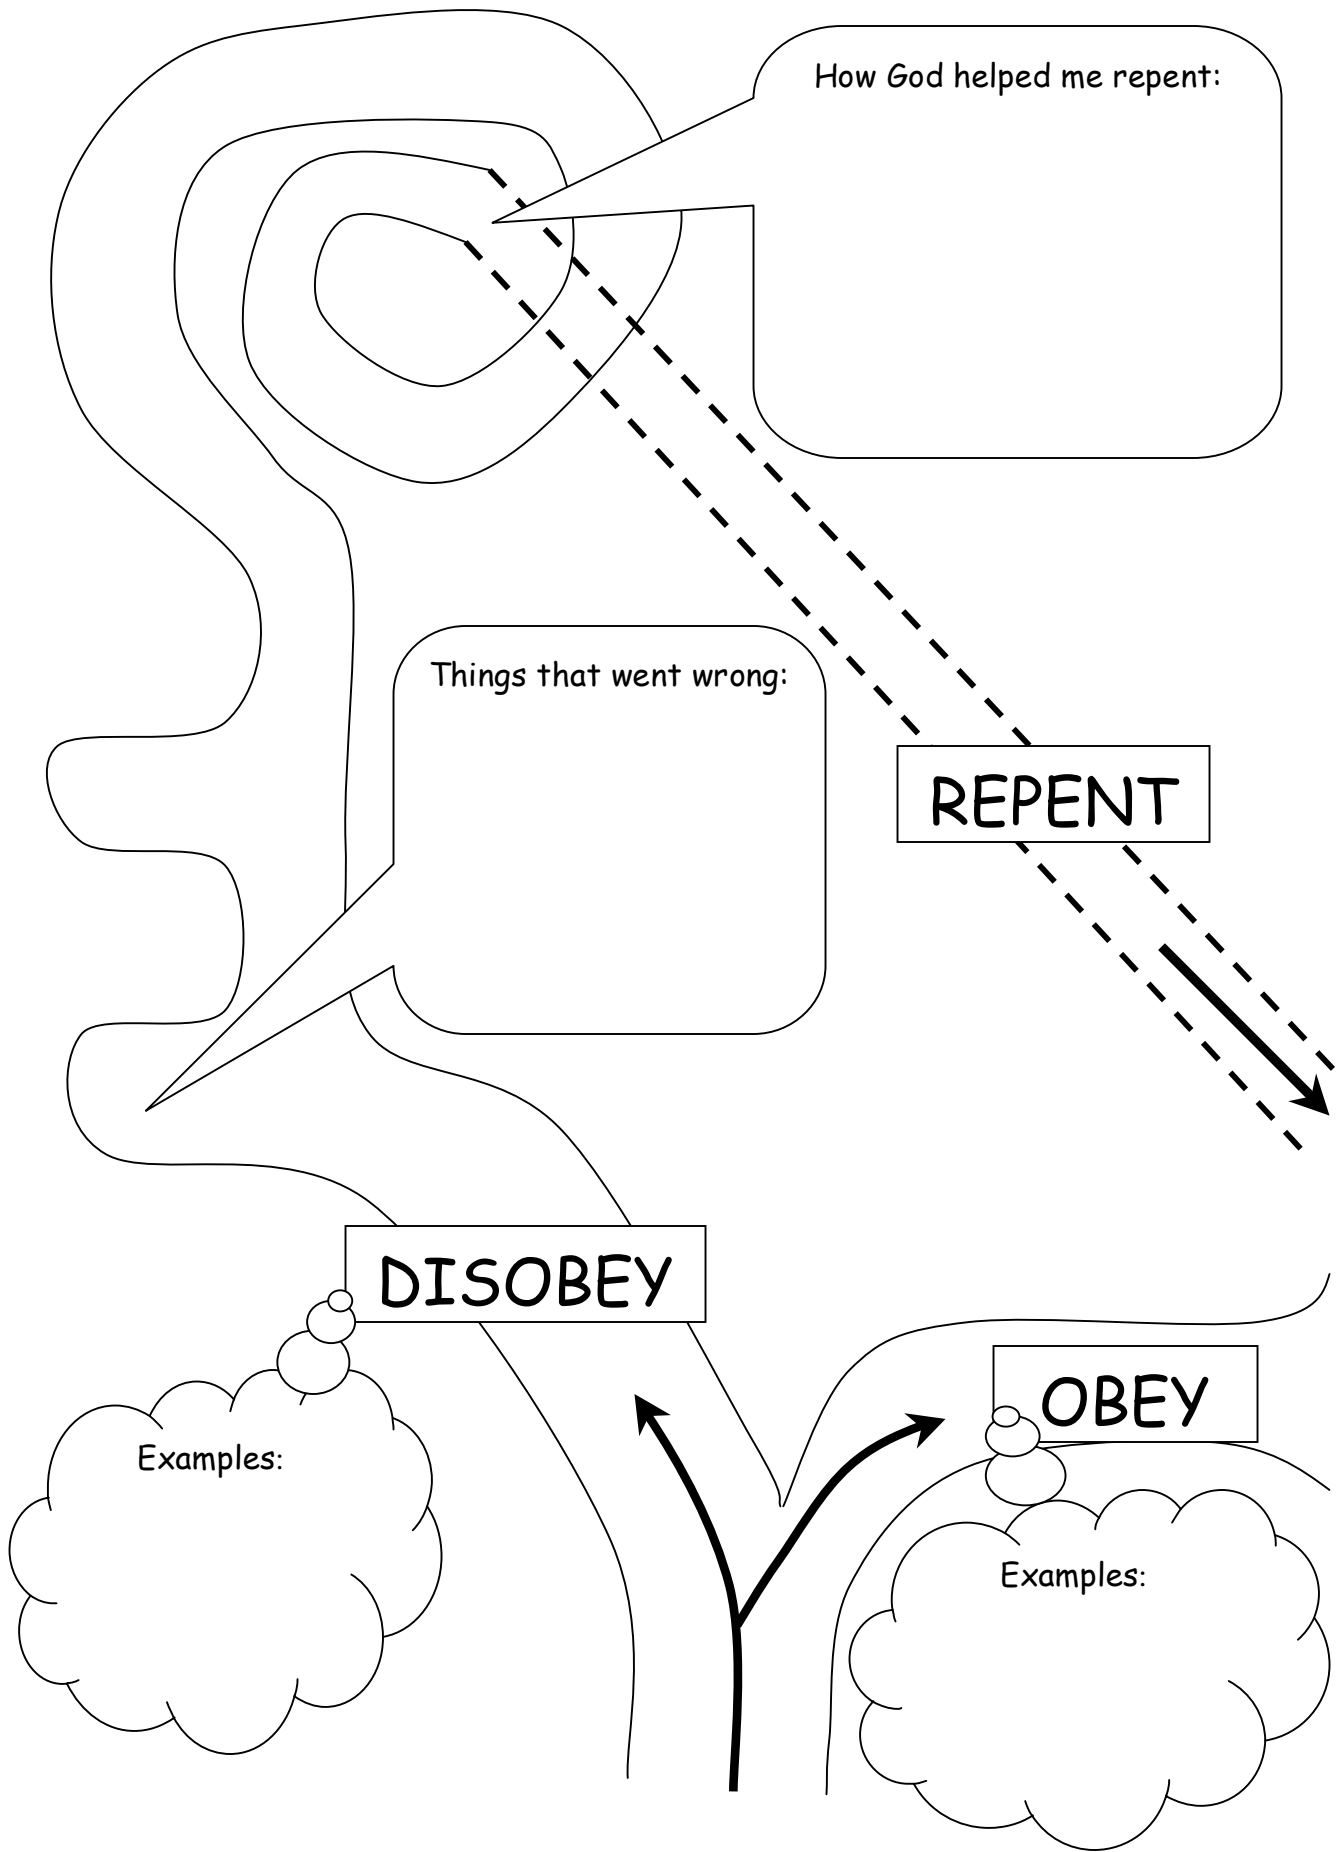 How God helped me repent:
Things that went wrong:
REPENT
DISOBEY
OBEY
Examples:
Examples: